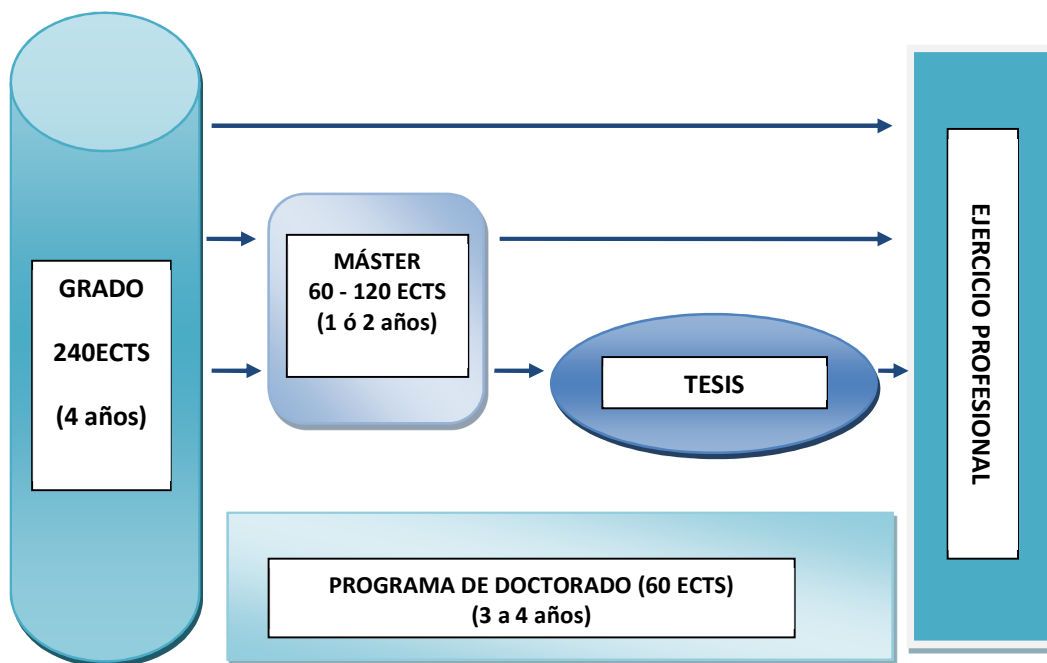 GRADO
240ECTS
(4 años)
MÁSTER
60 - 120 ECTS
(1 ó 2 años)
TESIS
PROGRAMA DE DOCTORADO (60 ECTS)
(3 a 4 años)
EJERCICIO PROFESIONAL